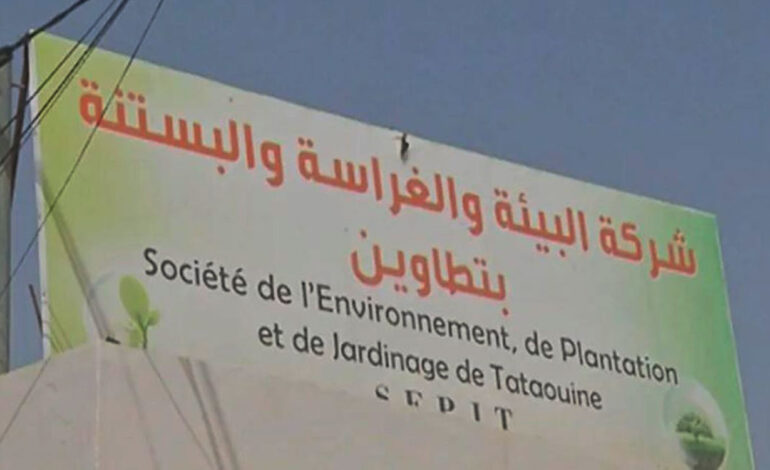 شركة البيئة والغراسة والبستنة
بتطاوين
Société de l'Environnement, de Plantation
et de Jardinage de Tataouine